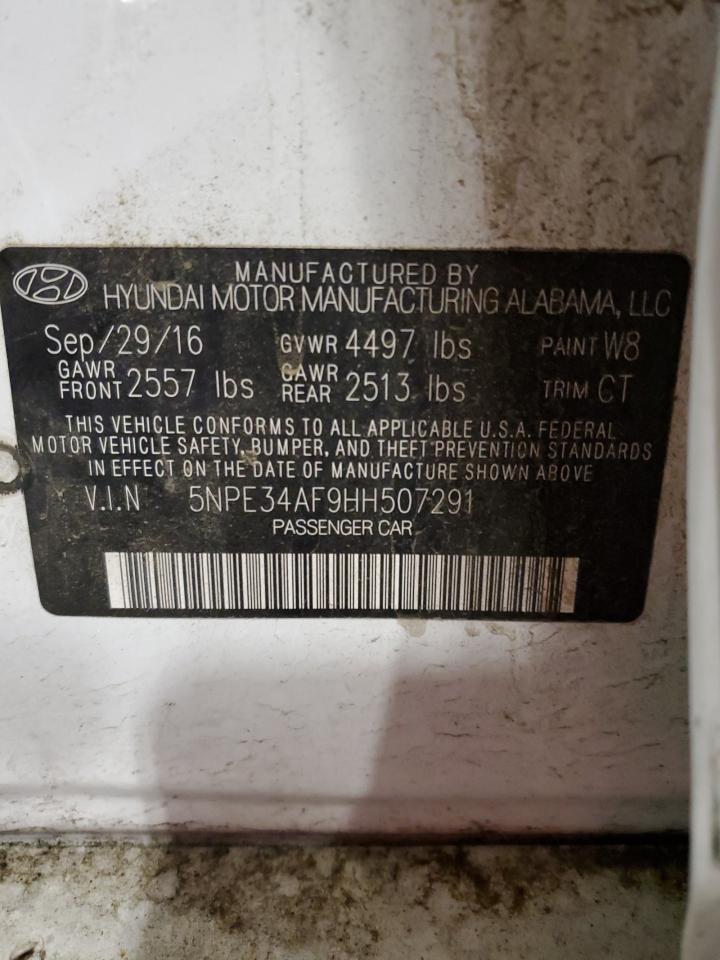 MANUFACTURED BY
HYUNDAI MOTOR MANUFACTURING ALABAMA, LLC
Sep/29/16 GVWR 4497 lbs PAINT W8
GAWR FRONT 2557 lbs GAWR REAR 2513 lbs TRIM CT
THIS VEHICLE CONFORMS TO ALL APPLICABLE U.S.A. FEDERAL
MOTOR VEHICLE SAFETY, BUMPER, AND THEFT PREVENTION STANDARDS
IN EFFECT ON THE DATE OF MANUFACTURE SHOWN ABOVE
V.I.N 5NPE34AF9HH507291
PASSENGER CAR